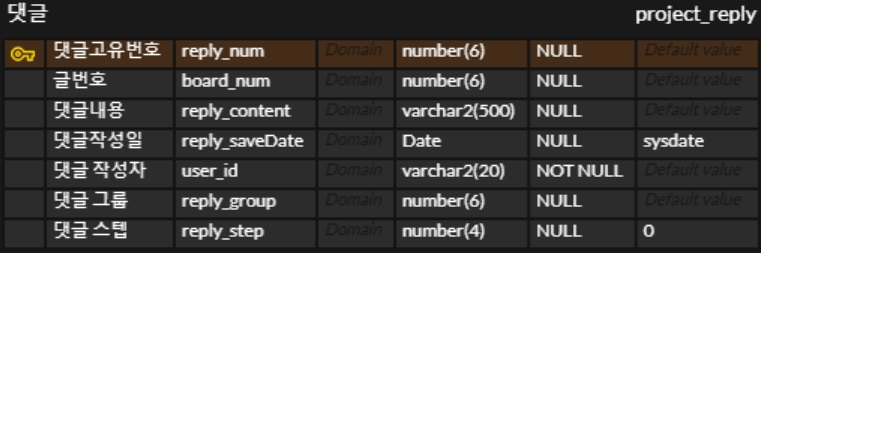 댓글 project_reply
댓글고유번호 reply_num Domain number(6) NULL Default value
글번호 board_num Domain number(6) NULL Default value
댓글내용 reply_content Domain varchar2(500) NULL Default value
댓글작성일 reply_saveDate Domain Date NULL sysdate
댓글 작성자 user_id Domain varchar2(20) NOT NULL Default value
댓글 그룹 reply_group Domain number(6) NULL Default value
댓글 스텝 reply_step Domain number(4) NULL 0